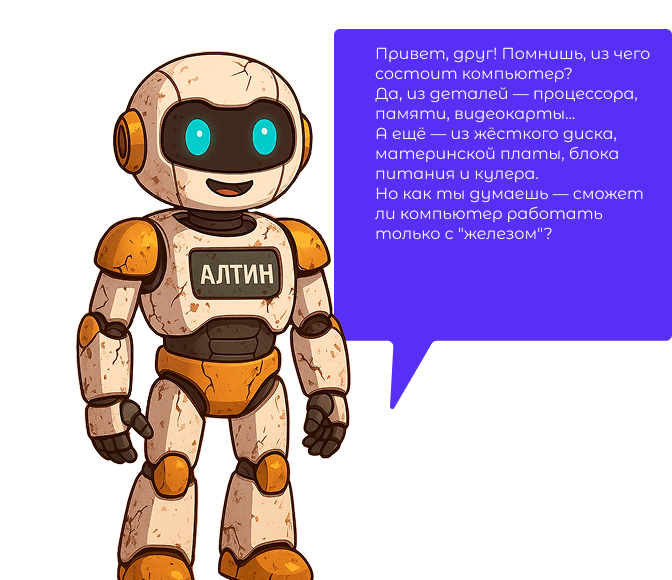 Привет, друг! Помнишь, из чего
состоит компьютер?
Да, из деталей — процессора,
памяти, видеокарты...
А ещё — из жёсткого диска,
материнской платы, блока
питания и кулера.
Но как ты думаешь — сможет
ли компьютер работать
только с "железом"?
АЛТИН